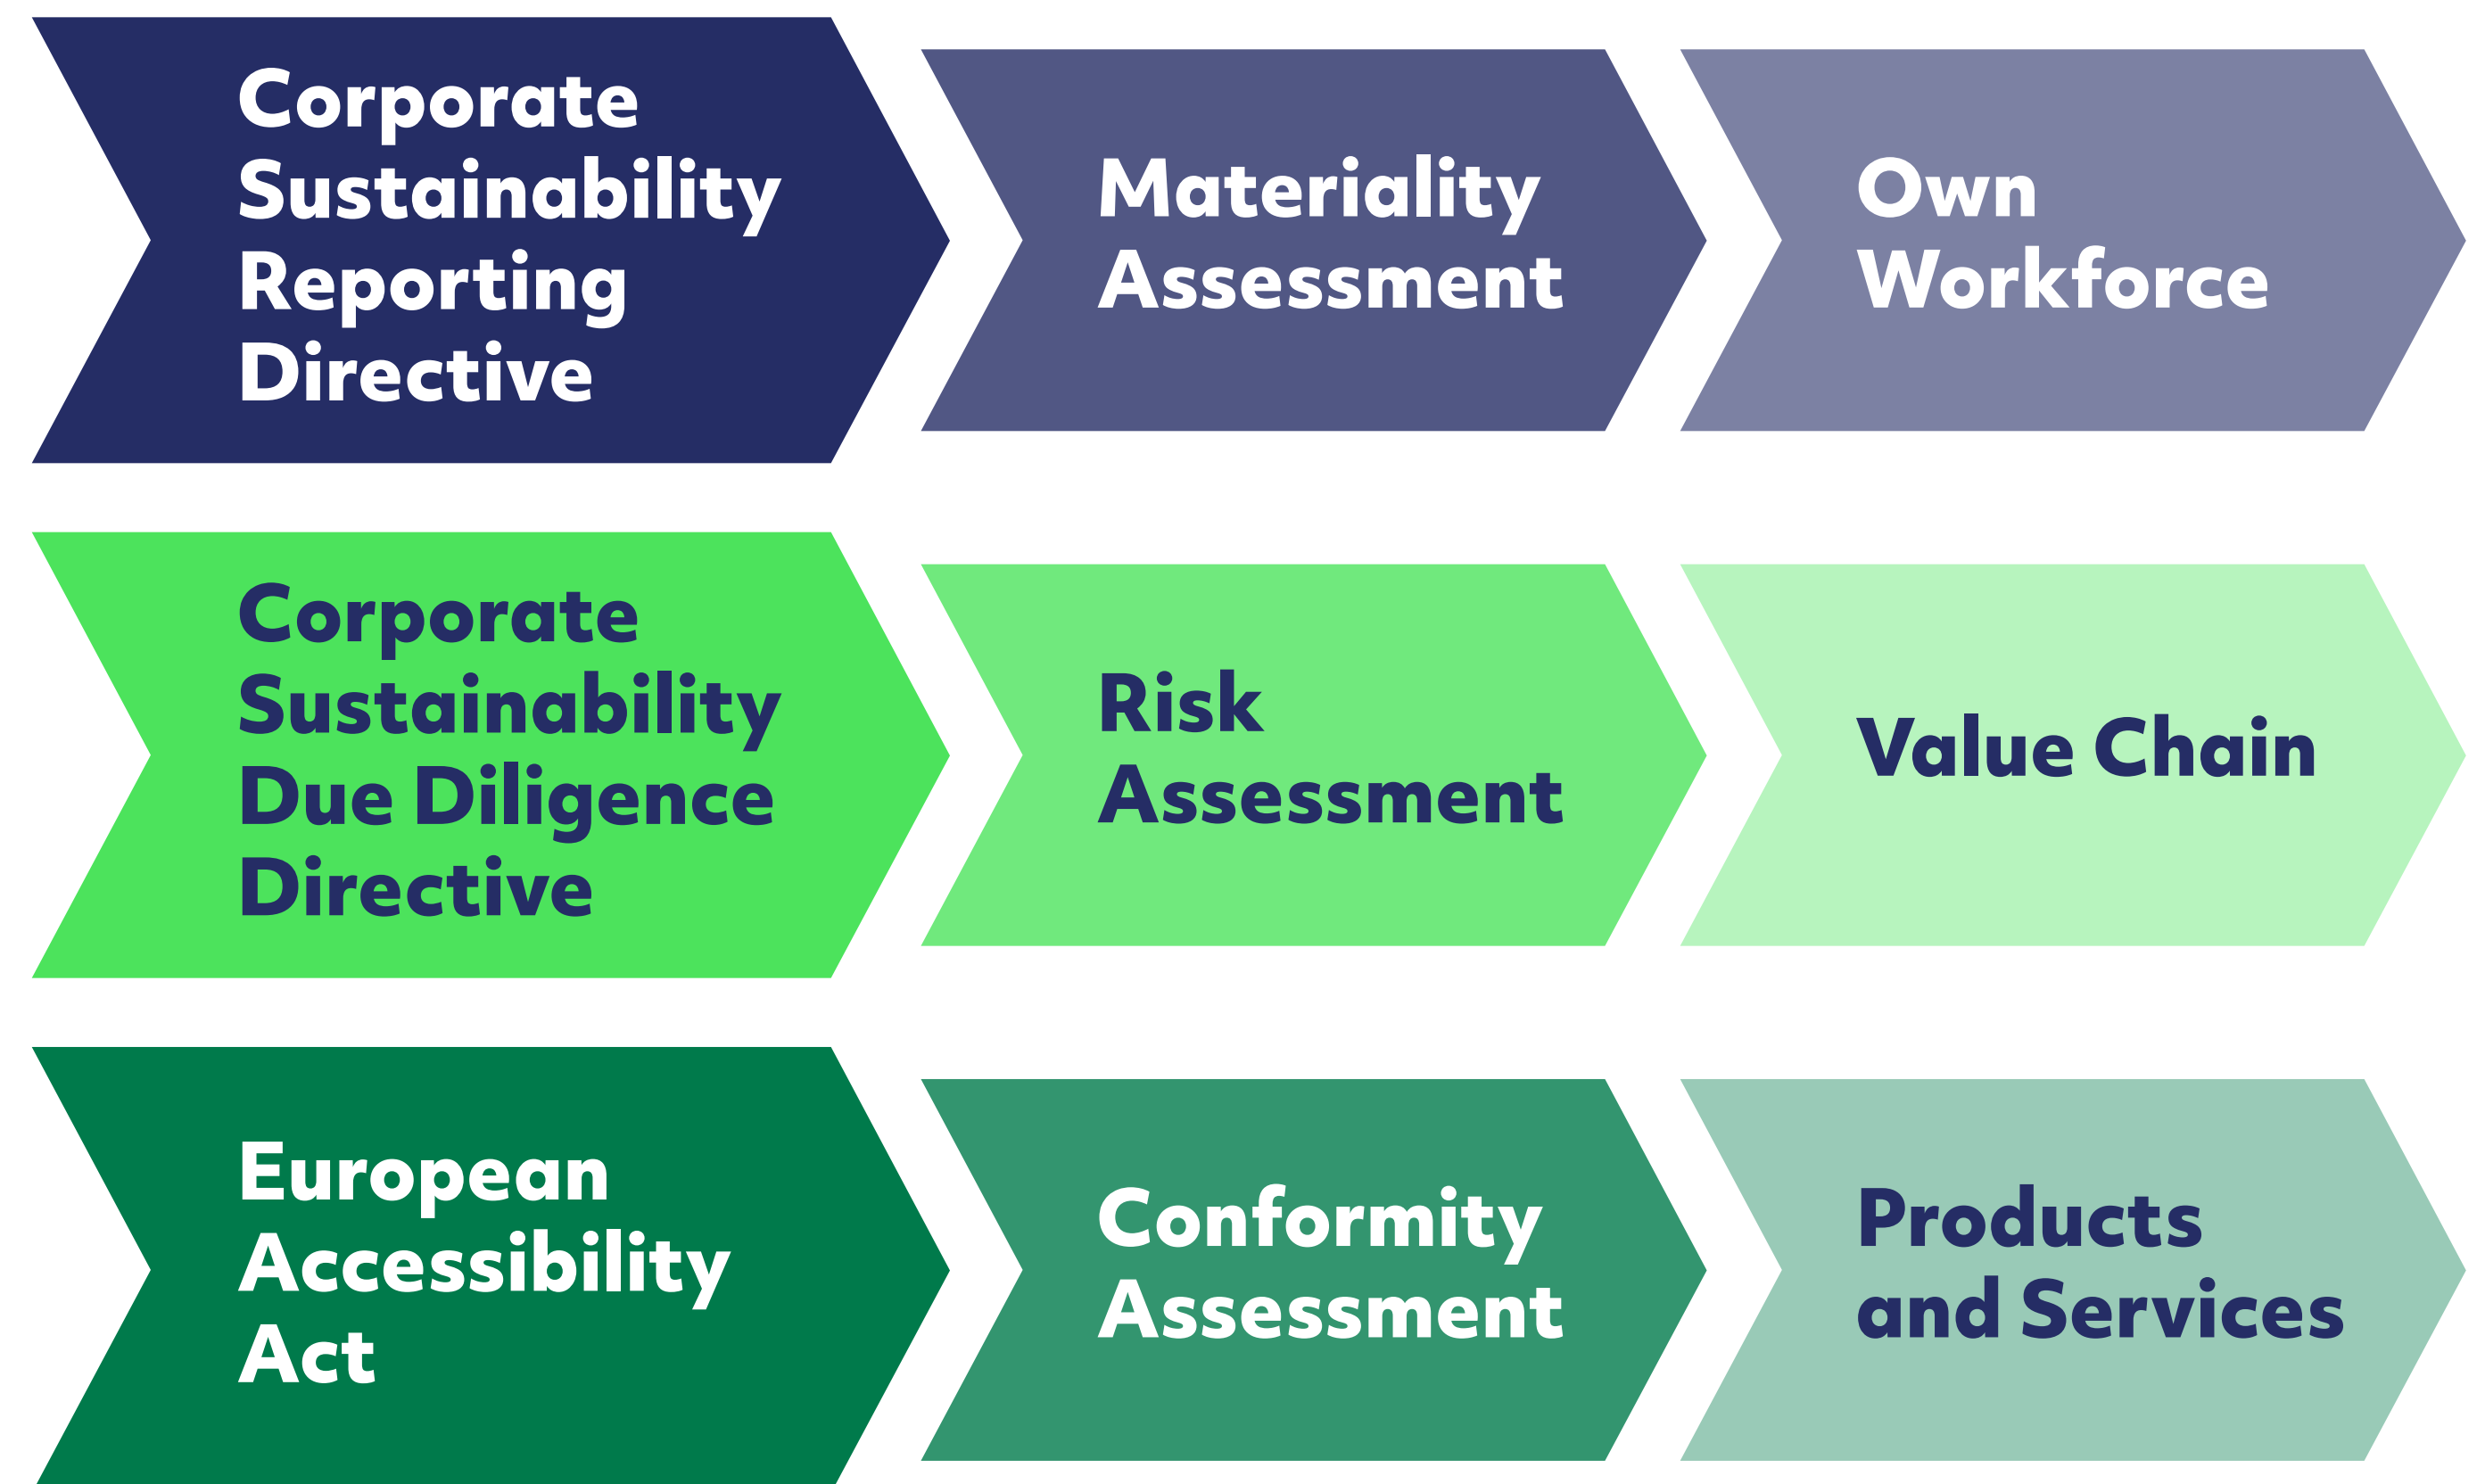 Corporate
Sustainability
Reporting
Directive
Materiality
Assessment
Own
Workforce
Corporate
Sustainability
Due Diligence
Directive
Risk
Assessment
Value Chain
European
Accessibility
Act
Conformity
Assessment
Products
and Services